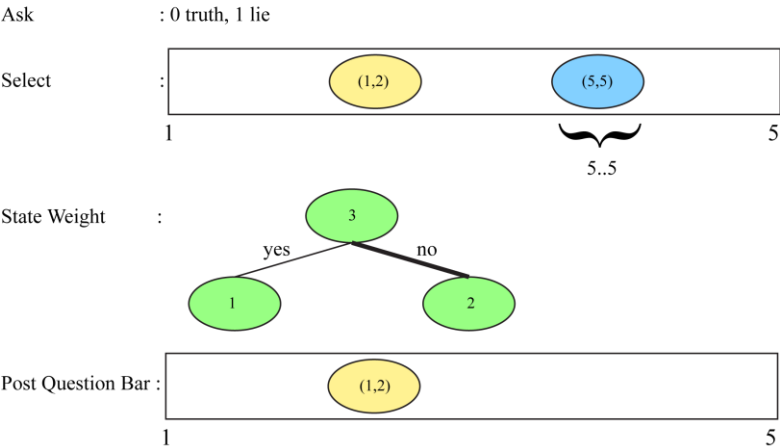 Ask : 0 truth, 1 lie
Select : (1,2) (5,5)
1 5
5..5
State Weight : 3
yes no
1 2
Post Question Bar : (1,2)
1 5